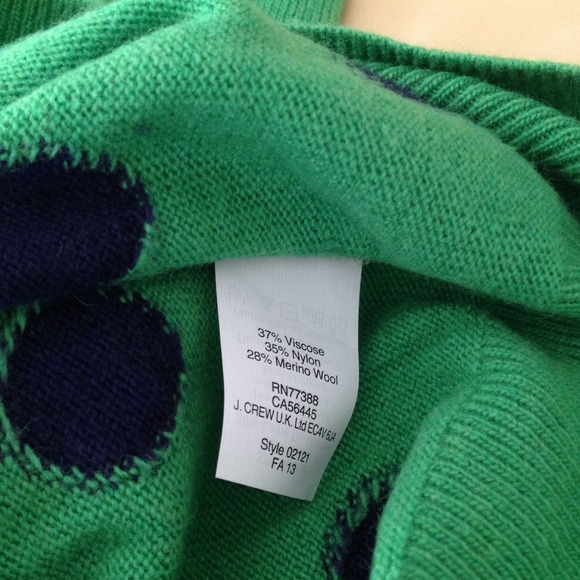 37% Viscose
35% Nylon
28% Merino Wool
RN77388
CA56445
J. CREW U.K. Ltd EC4V 6JA
Style 02121
FA 13